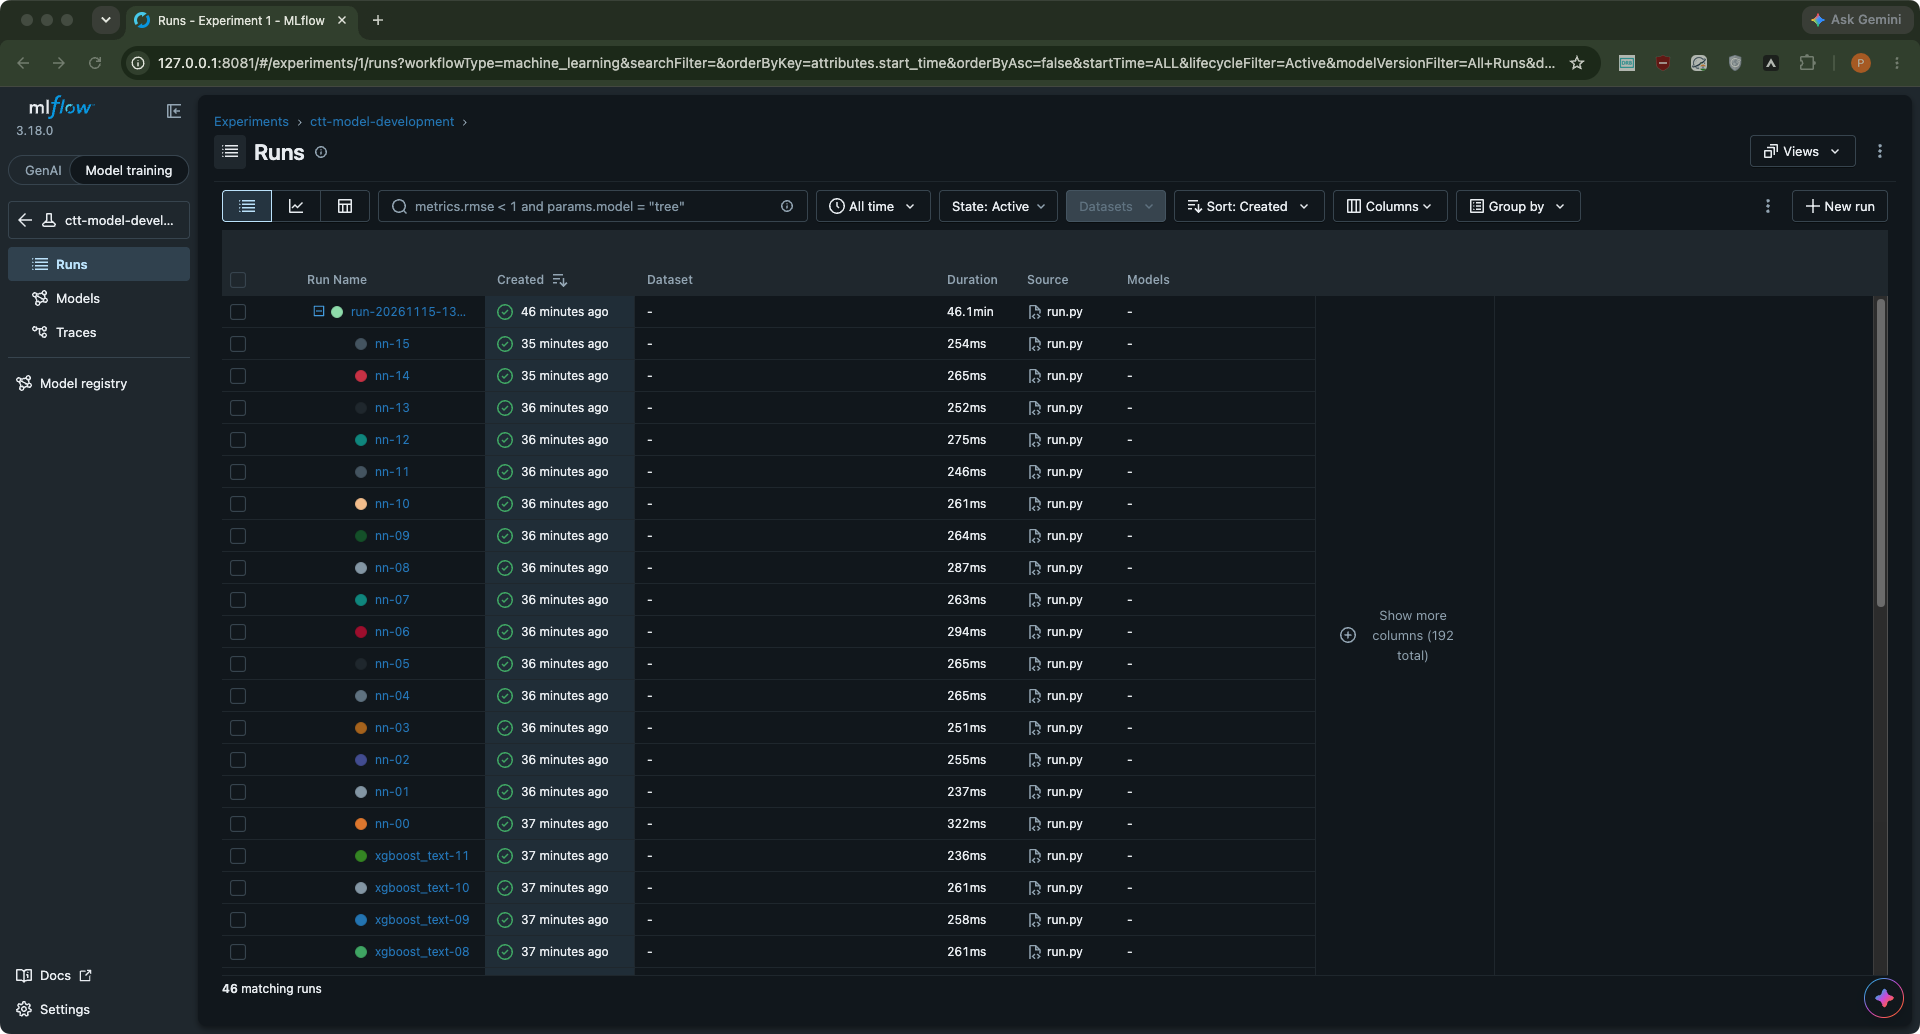 Runs - Experiment 1 - MLflow
Ask Gemini
127.0.0.1:8081/#/experiments/1/runs?workflowType=machine_learning&searchFilter=&orderByKey=attributes.start_time&orderByAsc=false&startTime=ALL&lifecycleFilter=Active&modelVersionFilter=All+Runs&d...
P
mlflow
3.18.0
GenAI Model training
ctt-model-devel...
Runs
Models
Traces
Model registry
Docs
Settings
Experiments > ctt-model-development >
Runs
Views
metrics.rmse < 1 and params.model = "tree"
All time
State: Active
Datasets
Sort: Created
Columns
Group by
New run
Run Name Created Dataset Duration Source Models
run-20261115-13... 46 minutes ago - 46.1min run.py -
nn-15 35 minutes ago - 254ms run.py -
nn-14 35 minutes ago - 265ms run.py -
nn-13 36 minutes ago - 252ms run.py -
nn-12 36 minutes ago - 275ms run.py -
nn-11 36 minutes ago - 246ms run.py -
nn-10 36 minutes ago - 261ms run.py -
nn-09 36 minutes ago - 264ms run.py -
nn-08 36 minutes ago - 287ms run.py -
nn-07 36 minutes ago - 263ms run.py -
nn-06 36 minutes ago - 294ms run.py -
nn-05 36 minutes ago - 265ms run.py -
nn-04 36 minutes ago - 265ms run.py -
nn-03 36 minutes ago - 251ms run.py -
nn-02 36 minutes ago - 255ms run.py -
nn-01 36 minutes ago - 237ms run.py -
nn-00 37 minutes ago - 322ms run.py -
xgboost_text-11 37 minutes ago - 236ms run.py -
xgboost_text-10 37 minutes ago - 261ms run.py -
xgboost_text-09 37 minutes ago - 258ms run.py -
xgboost_text-08 37 minutes ago - 261ms run.py -
Show more
columns (192
total)
46 matching runs